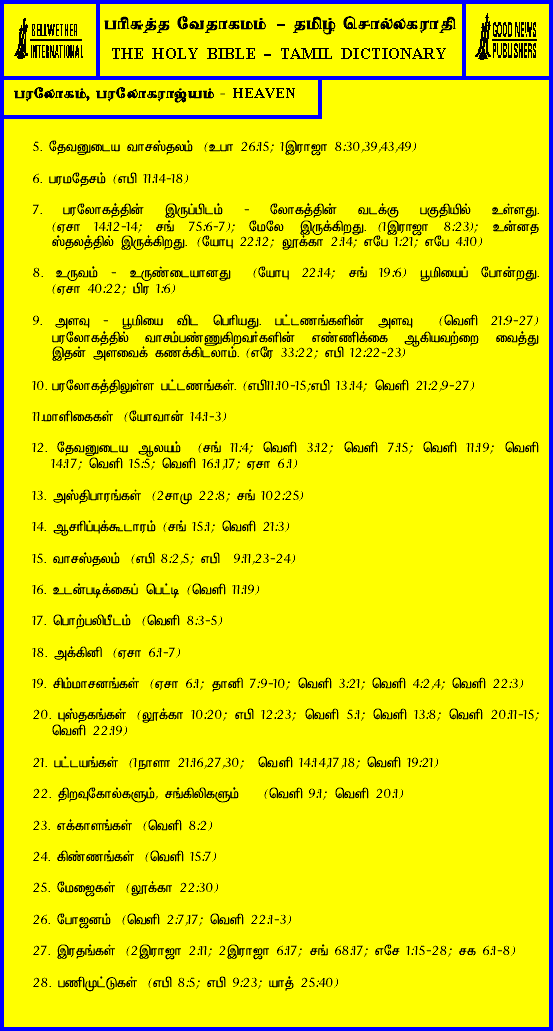 BELLWETHER
INTERNATIONAL
பரிசுத்த வேதாகமம் – தமிழ் சொல்லகராதி
THE HOLY BIBLE – TAMIL DICTIONARY
GOOD NEWS
PUBLISHERS
பரலோகம், பரலோகராஜ்யம் - HEAVEN
5. தேவனுடைய வாசஸ்தலம் (உபா 26:15; 1இராஜா 8:30,39,43,49)
6. பரமதேசம் (எபி 11:14-18)
7. பரலோகத்தின் இருப்பிடம் - லோகத்தின் வடக்கு பகுதியில் உள்ளது.
(ஏசா 14:12-14; சங் 75:6-7); மேலே இருக்கிறது. (1இராஜா 8:23); உன்னத
ஸ்தலத்தில் இருக்கிறது. (யோபு 22:12; லூக்கா 2:14; எபே 1:21; எபே 4:10)
8. உருவம் - உருண்டையானது (யோபு 22:14; சங் 19:6) பூமியைப் போன்றது.
(ஏசா 40:22; பிர 1:6)
9. அளவு - பூமியை விட பெரியது. பட்டணங்களின் அளவு (வெளி 21:9-27)
பரலோகத்தில் வாசம்பண்ணுகிறவர்களின் எண்ணிக்கை ஆகியவற்றை வைத்து
இதன் அளவைக் கணக்கிடலாம். (எரே 33:22; எபி 12:22-23)
10. பரலோகத்திலுள்ள பட்டணங்கள். (எபி11:10-15;எபி 13:14; வெளி 21:2,9-27)
11.மாளிகைகள் (யோவான் 14:1-3)
12. தேவனுடைய ஆலயம் (சங் 11:4; வெளி 3:12; வெளி 7:15; வெளி 11:19; வெளி
14:17; வெளி 15:5; வெளி 16:1,17; ஏசா 6:1)
13. அஸ்திபாரங்கள் (2சாமு 22:8; சங் 102:25)
14. ஆசரிப்புக்கூடாரம் (சங் 15:1; வெளி 21:3)
15. வாசஸ்தலம் (எபி 8:2,5; எபி 9:11,23-24)
16. உடன்படிக்கைப் பெட்டி (வெளி 11:19)
17. பொற்பலிபீடம் (வெளி 8:3-5)
18. அக்கினி (ஏசா 6:1-7)
19. சிம்மாசனங்கள் (ஏசா 6:1; தானி 7:9-10; வெளி 3:21; வெளி 4:2,4; வெளி 22:3)
20. புஸ்தகங்கள் (லூக்கா 10:20; எபி 12:23; வெளி 5:1; வெளி 13:8; வெளி 20:11-15;
வெளி 22:19)
21. பட்டயங்கள் (1நாளா 21:16,27,30; வெளி 14:14,17,18; வெளி 19:21)
22. திறவுகோல்களும், சங்கிலிகளும் (வெளி 9:1; வெளி 20:1)
23. எக்காளங்கள் (வெளி 8:2)
24. கிண்ணங்கள் (வெளி 15:7)
25. மேஜைகள் (லூக்கா 22:30)
26. போஜனம் (வெளி 2:7,17; வெளி 22:1-3)
27. இரதங்கள் (2இராஜா 2:11; 2இராஜா 6:17; சங் 68:17; எசே 1:15-28; சக 6:1-8)
28. பணிமுட்டுகள் (எபி 8:5; எபி 9:23; யாத் 25:40)